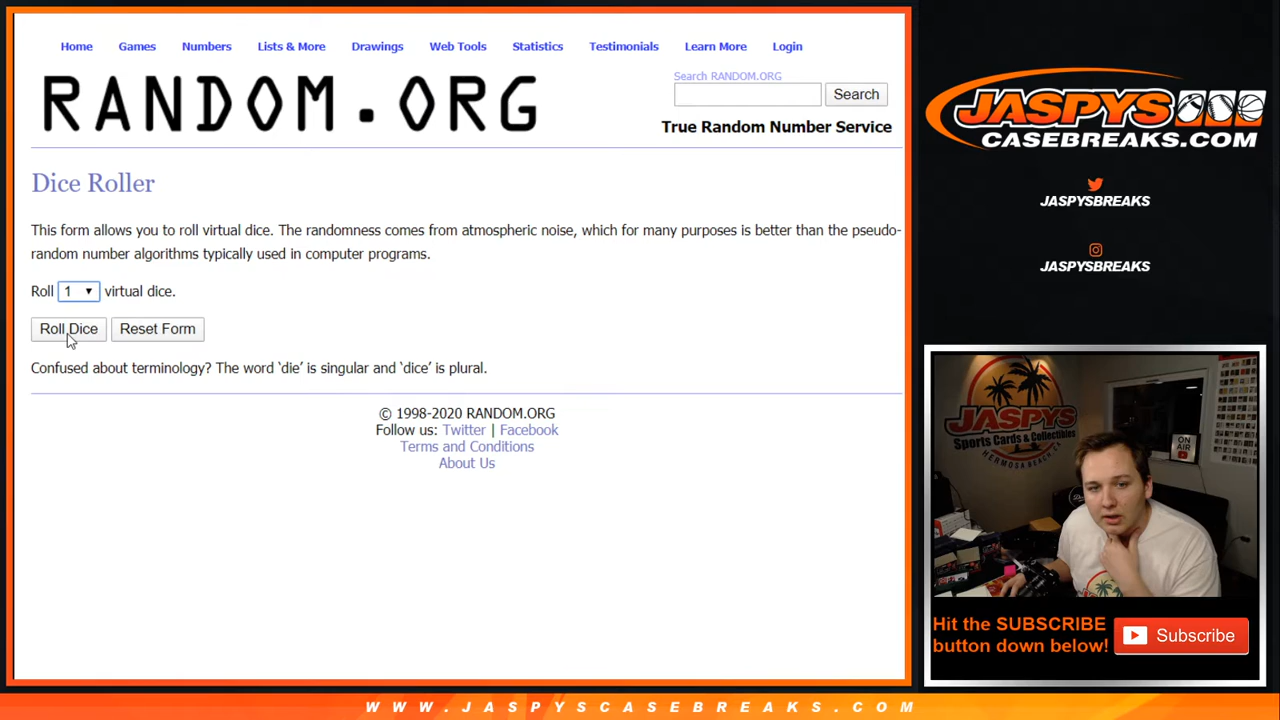 Home Games Numbers Lists & More Drawings Web Tools Statistics Testimonials Learn More Login
RANDOM.ORG
Search RANDOM.ORG
Search
True Random Number Service
Dice Roller
This form allows you to roll virtual dice. The randomness comes from atmospheric noise, which for many purposes is better than the pseudo-
random number algorithms typically used in computer programs.
Roll 1 virtual dice.
Roll Dice Reset Form
Confused about terminology? The word ‘die’ is singular and ‘dice’ is plural.
© 1998-2020 RANDOM.ORG
Follow us: Twitter | Facebook
Terms and Conditions
About Us
JASPYS
CASEBREAKS.COM
JASPYSBREAKS
JASPYSBREAKS
JASPYS
Sports Cards & Collectibles
HERMOSA BEACH, CA
ON AIR
Hit the SUBSCRIBE
button down below!
Subscribe
WWW.JASPYSCASEBREAKS.COM